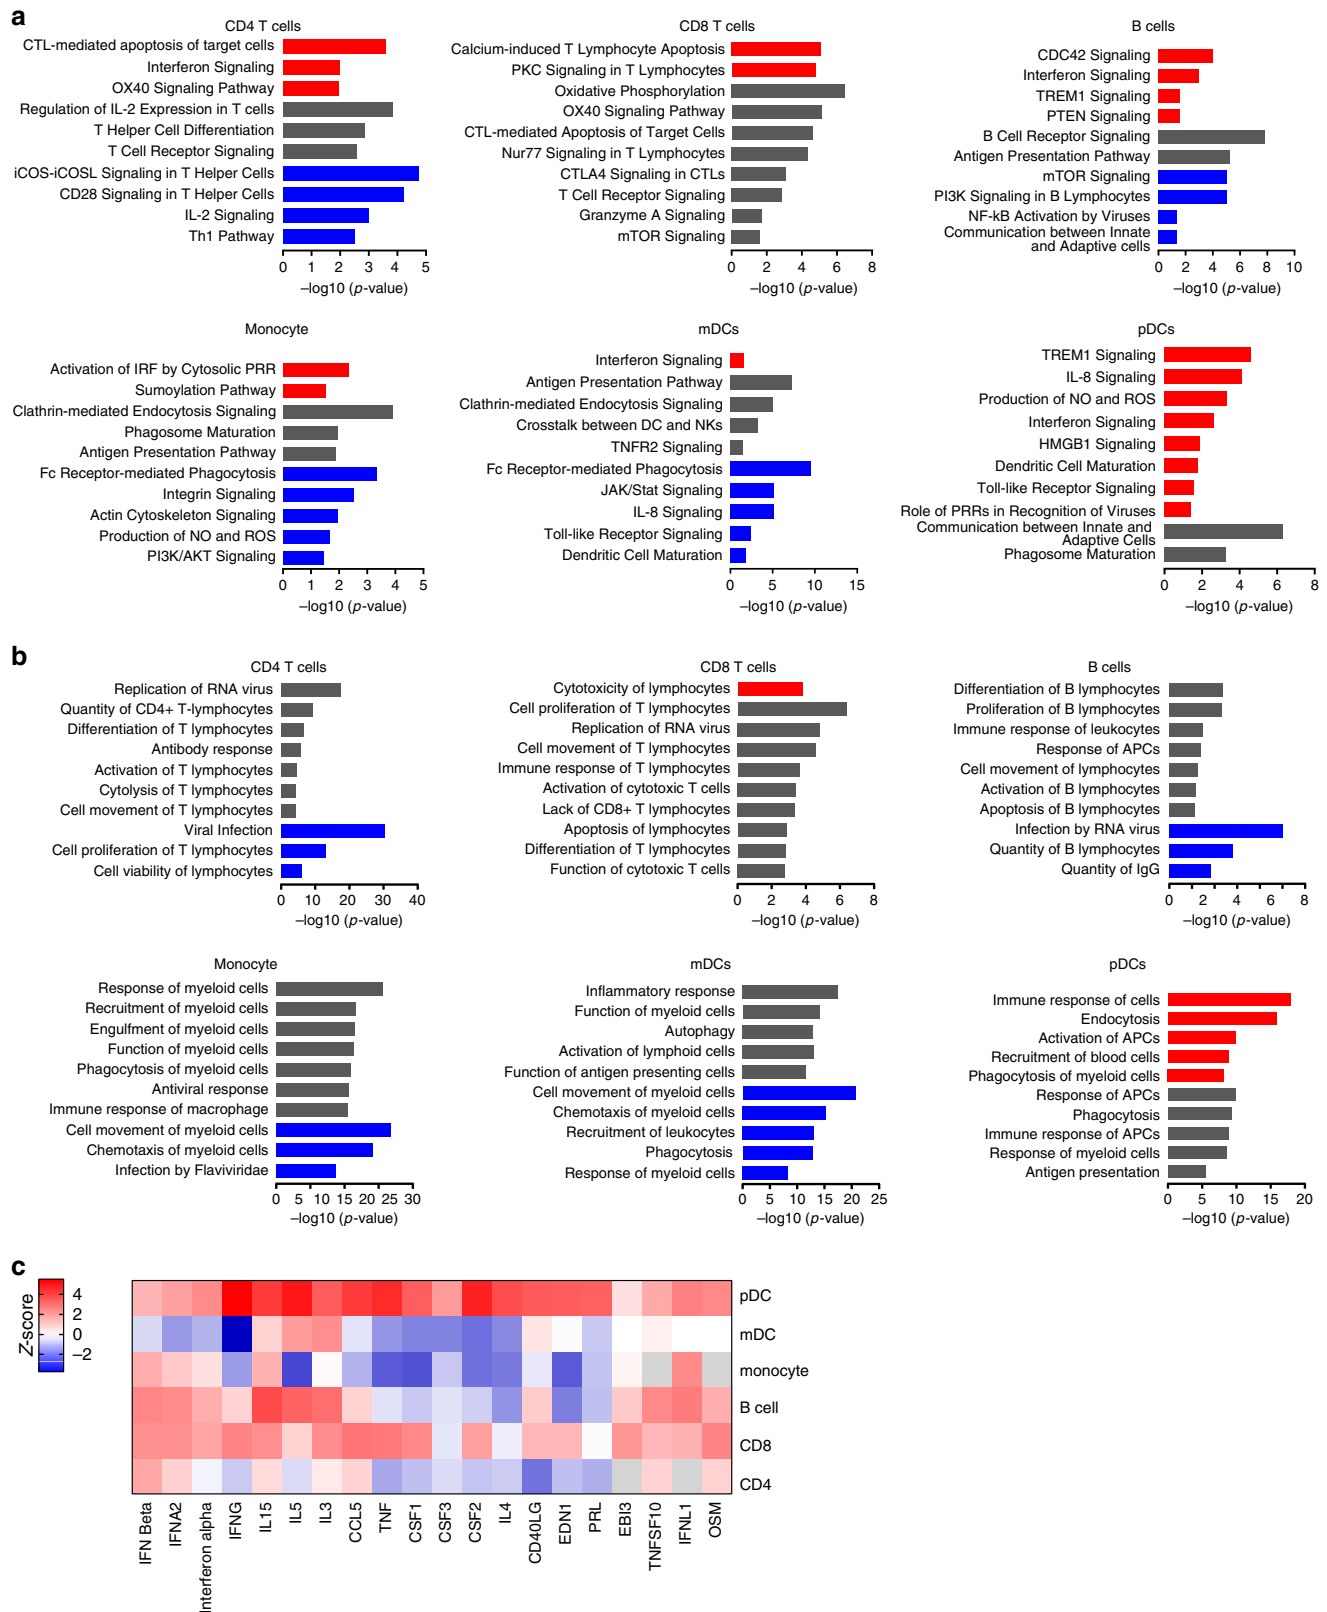 a
CD4 T cells
CTL-mediated apoptosis of target cells
Interferon Signaling
OX40 Signaling Pathway
Regulation of IL-2 Expression in T cells
T Helper Cell Differentiation
T Cell Receptor Signaling
iCOS-iCOSL Signaling in T Helper Cells
CD28 Signaling in T Helper Cells
IL-2 Signaling
Th1 Pathway
0 1 2 3 4 5
–log10 (p-value)
CD8 T cells
Calcium-induced T Lymphocyte Apoptosis
PKC Signaling in T Lymphocytes
Oxidative Phosphorylation
OX40 Signaling Pathway
CTL-mediated Apoptosis of Target Cells
Nur77 Signaling in T Lymphocytes
CTLA4 Signaling in CTLs
T Cell Receptor Signaling
Granzyme A Signaling
mTOR Signaling
0 2 4 6 8
–log10 (p-value)
B cells
CDC42 Signaling
Interferon Signaling
TREM1 Signaling
PTEN Signaling
B Cell Receptor Signaling
Antigen Presentation Pathway
mTOR Signaling
PI3K Signaling in B Lymphocytes
NF-kB Activation by Viruses
Communication between Innate
and Adaptive cells
0 2 4 6 8 10
–log10 (p-value)
Monocyte
Activation of IRF by Cytosolic PRR
Sumoylation Pathway
Clathrin-mediated Endocytosis Signaling
Phagosome Maturation
Antigen Presentation Pathway
Fc Receptor-mediated Phagocytosis
Integrin Signaling
Actin Cytoskeleton Signaling
Production of NO and ROS
PI3K/AKT Signaling
0 1 2 3 4 5
–log10 (p-value)
mDCs
Interferon Signaling
Antigen Presentation Pathway
Clathrin-mediated Endocytosis Signaling
Crosstalk between DC and NKs
TNFR2 Signaling
Fc Receptor-mediated Phagocytosis
JAK/Stat Signaling
IL-8 Signaling
Toll-like Receptor Signaling
Dendritic Cell Maturation
0 5 10 15
–log10 (p-value)
pDCs
TREM1 Signaling
IL-8 Signaling
Production of NO and ROS
Interferon Signaling
HMGB1 Signaling
Dendritic Cell Maturation
Toll-like Receptor Signaling
Role of PRRs in Recognition of Viruses
Communication between Innate and
Adaptive Cells
Phagosome Maturation
0 2 4 6 8
–log10 (p-value)
b
CD4 T cells
Replication of RNA virus
Quantity of CD4+ T-lymphocytes
Differentiation of T lymphocytes
Antibody response
Activation of T lymphocytes
Cytolysis of T lymphocytes
Cell movement of T lymphocytes
Viral Infection
Cell proliferation of T lymphocytes
Cell viability of lymphocytes
0 10 20 30 40
–log10 (p-value)
CD8 T cells
Cytotoxicity of lymphocytes
Cell proliferation of T lymphocytes
Replication of RNA virus
Cell movement of T lymphocytes
Immune response of T lymphocytes
Activation of cytotoxic T cells
Lack of CD8+ T lymphocytes
Apoptosis of lymphocytes
Differentiation of T lymphocytes
Function of cytotoxic T cells
0 2 4 6 8
–log10 (p-value)
B cells
Differentiation of B lymphocytes
Proliferation of B lymphocytes
Immune response of leukocytes
Response of APCs
Cell movement of lymphocytes
Activation of B lymphocytes
Apoptosis of B lymphocytes
Infection by RNA virus
Quantity of B lymphocytes
Quantity of IgG
0 2 4 6 8
–log10 (p-value)
Monocyte
Response of myeloid cells
Recruitment of myeloid cells
Engulfment of myeloid cells
Function of myeloid cells
Phagocytosis of myeloid cells
Antiviral response
Immune response of macrophage
Cell movement of myeloid cells
Chemotaxis of myeloid cells
Infection by Flaviviridae
0 5 10 15 20 25 30
–log10 (p-value)
mDCs
Inflammatory response
Function of myeloid cells
Autophagy
Activation of lymphoid cells
Function of antigen presenting cells
Cell movement of myeloid cells
Chemotaxis of myeloid cells
Recruitment of leukocytes
Phagocytosis
Response of myeloid cells
0 5 10 15 20 25
–log10 (p-value)
pDCs
Immune response of cells
Endocytosis
Activation of APCs
Recruitment of blood cells
Phagocytosis of myeloid cells
Response of APCs
Phagocytosis
Immune response of APCs
Response of myeloid cells
Antigen presentation
0 5 10 15 20
–log10 (p-value)
c
Z-score
4
2
0
–2
pDC
mDC
monocyte
B cell
CD8
CD4
IFN Beta
IFNA2
Interferon alpha
IFNG
IL15
IL5
IL3
CCL5
TNF
CSF1
CSF3
CSF2
IL4
CD40LG
EDN1
PRL
EBI3
TNFSF10
IFNL1
OSM